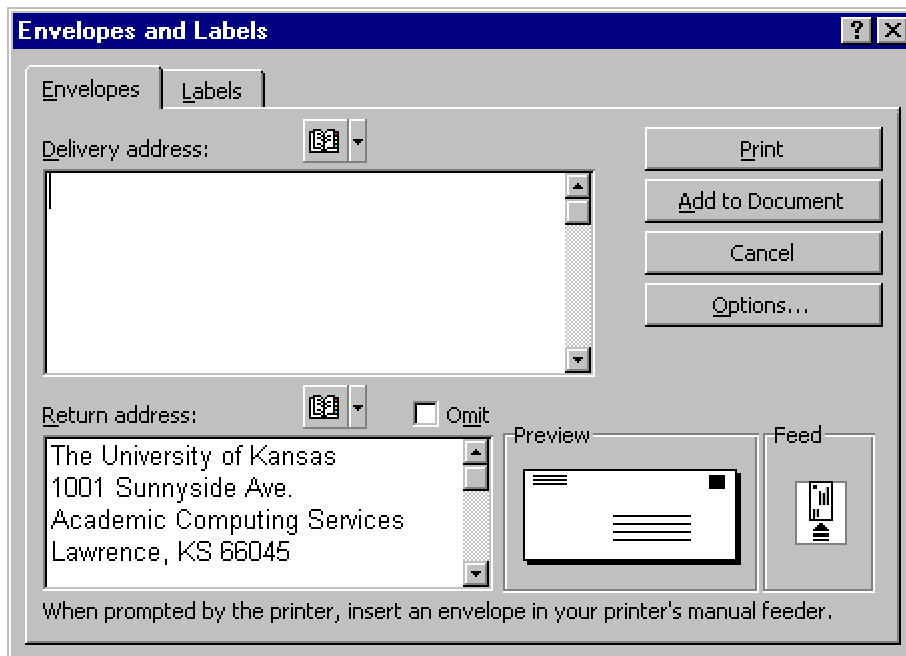 Envelopes and Labels
Envelopes Labels
Delivery address:
Print
Add to Document
Cancel
Options...
Return address:
Omit
The University of Kansas
1001 Sunnyside Ave.
Academic Computing Services
Lawrence, KS 66045
Preview
Feed
When prompted by the printer, insert an envelope in your printer's manual feeder.